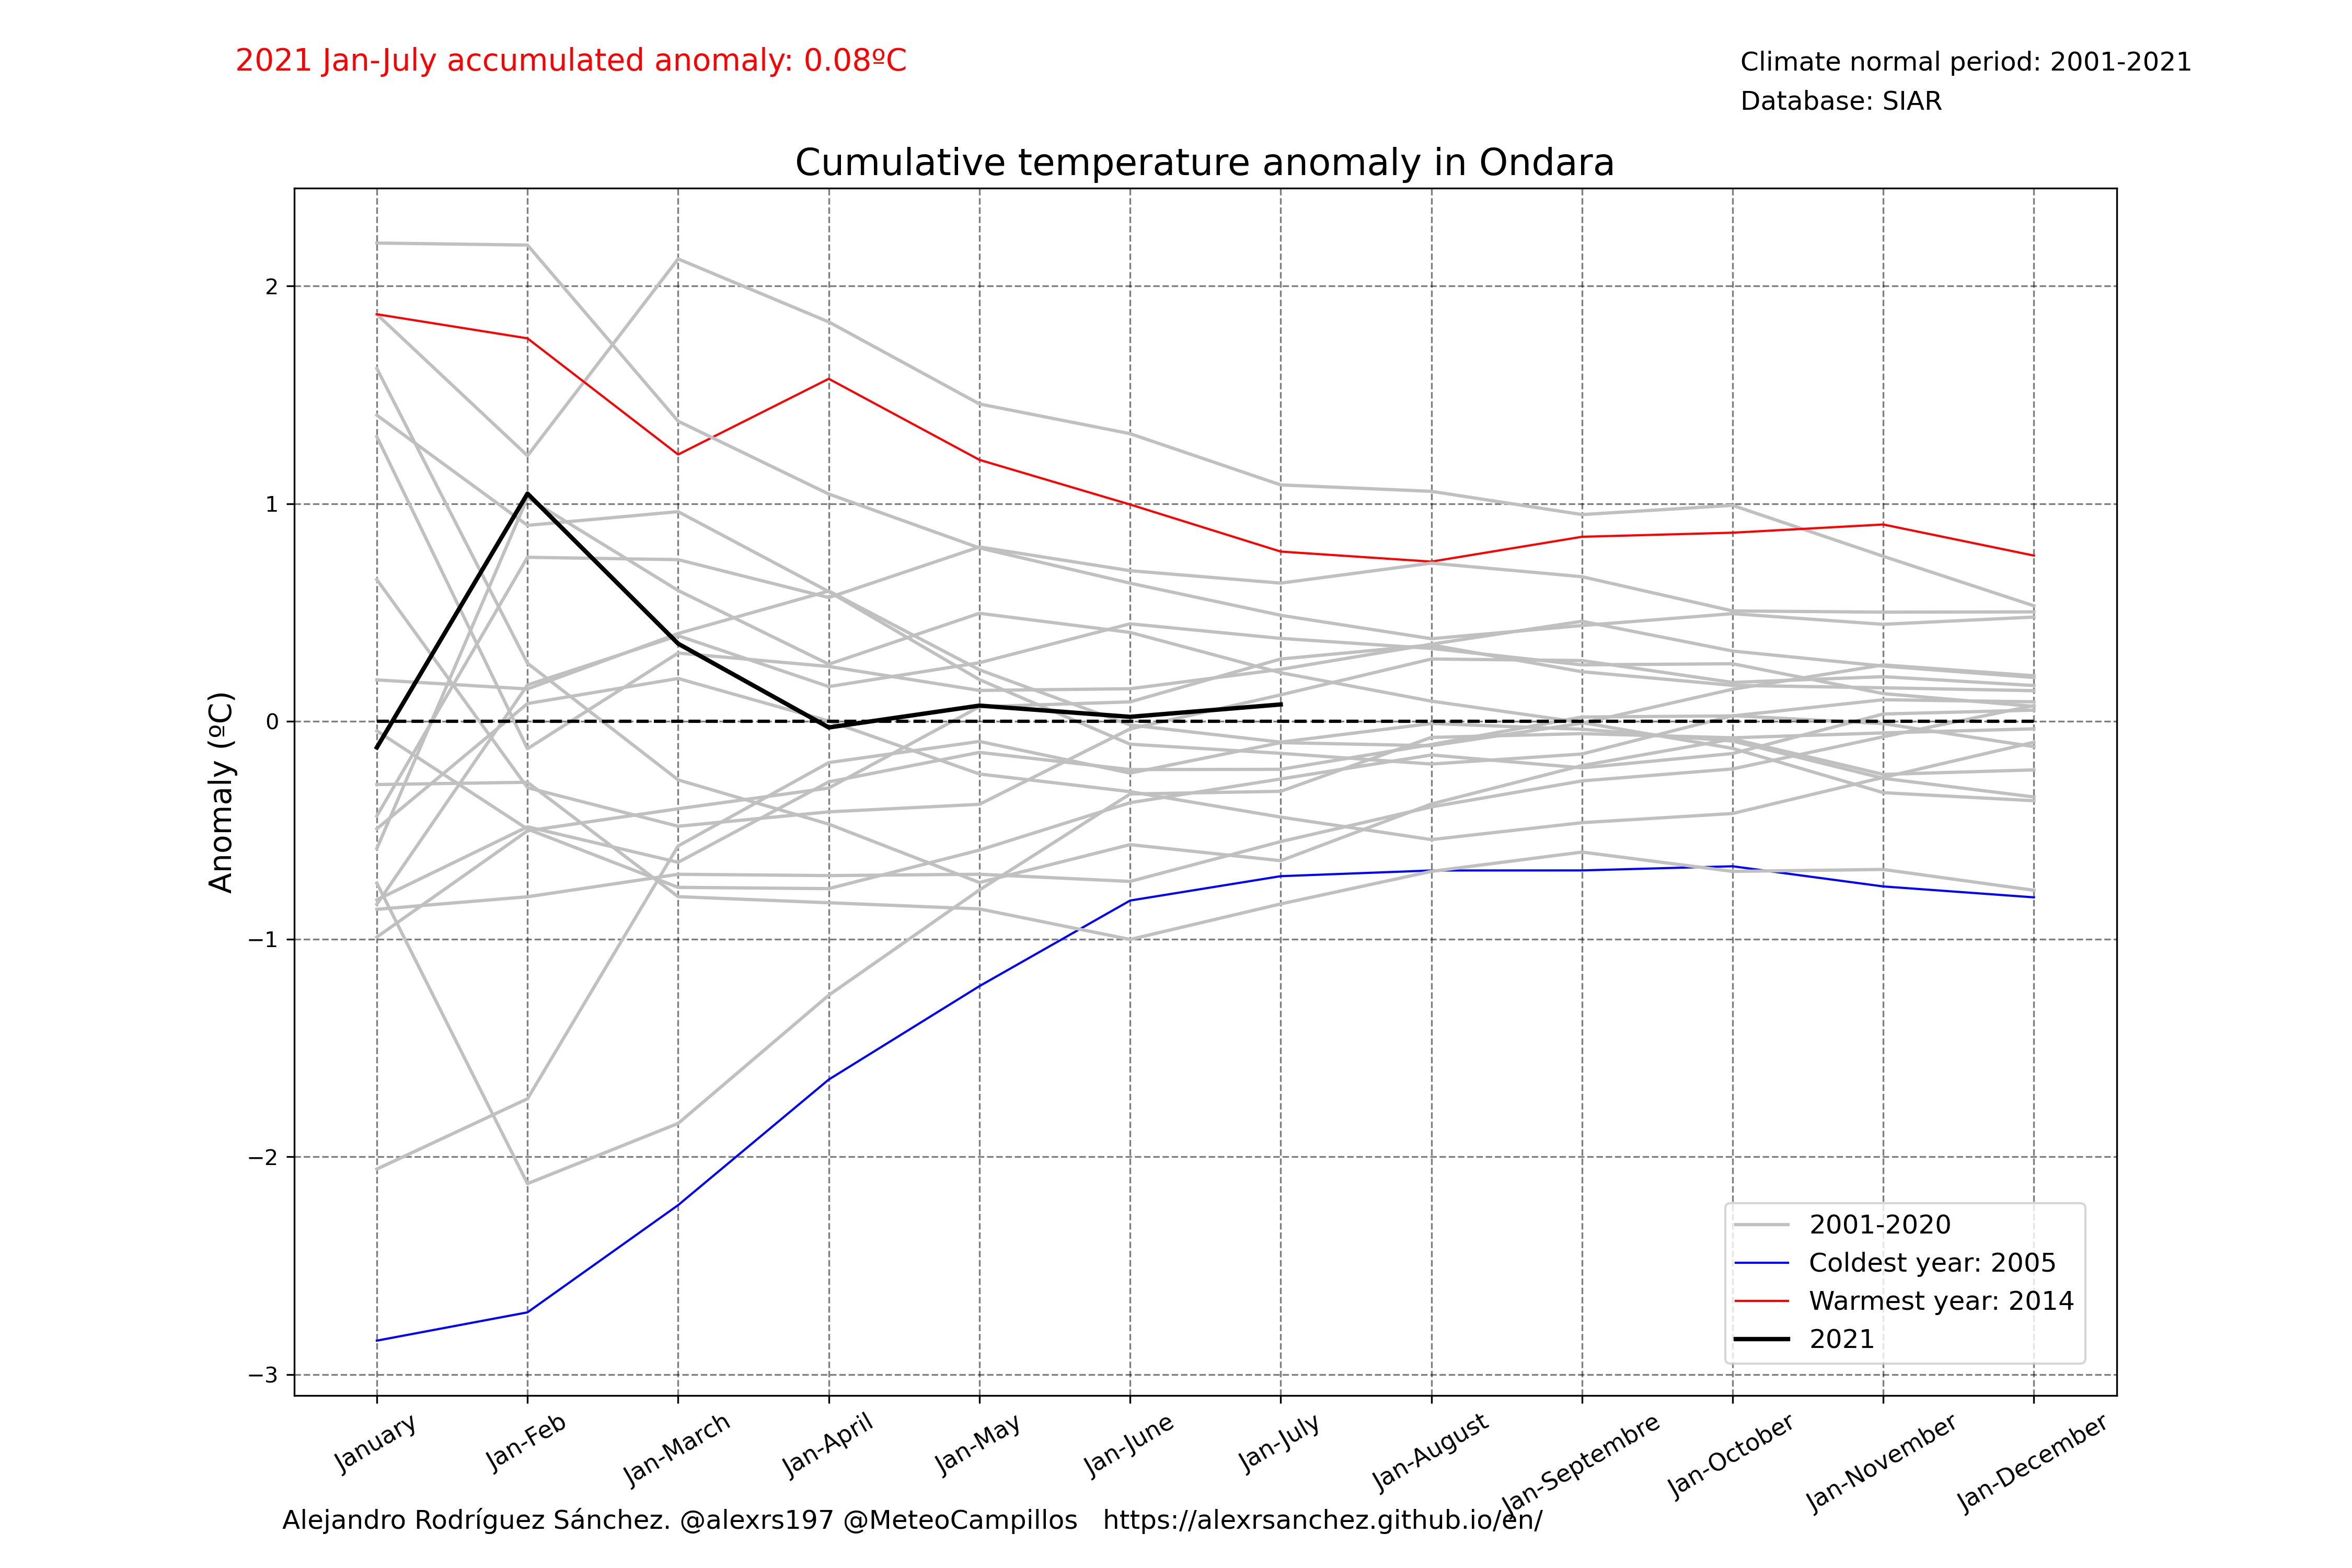 2021 Jan-July accumulated anomaly: 0.08ºC
Climate normal period: 2001-2021
Database: SIAR
Cumulative temperature anomaly in Ondara
Anomaly (ºC)
2
1
0
−1
−2
−3
2001-2020
Coldest year: 2005
Warmest year: 2014
2021
January
Jan-Feb
Jan-March
Jan-April
Jan-May
Jan-June
Jan-July
Jan-August
Jan-Septembre
Jan-October
Jan-November
Jan-December
Alejandro Rodríguez Sánchez. @alexrs197 @MeteoCampillos https://alexrsanchez.github.io/en/